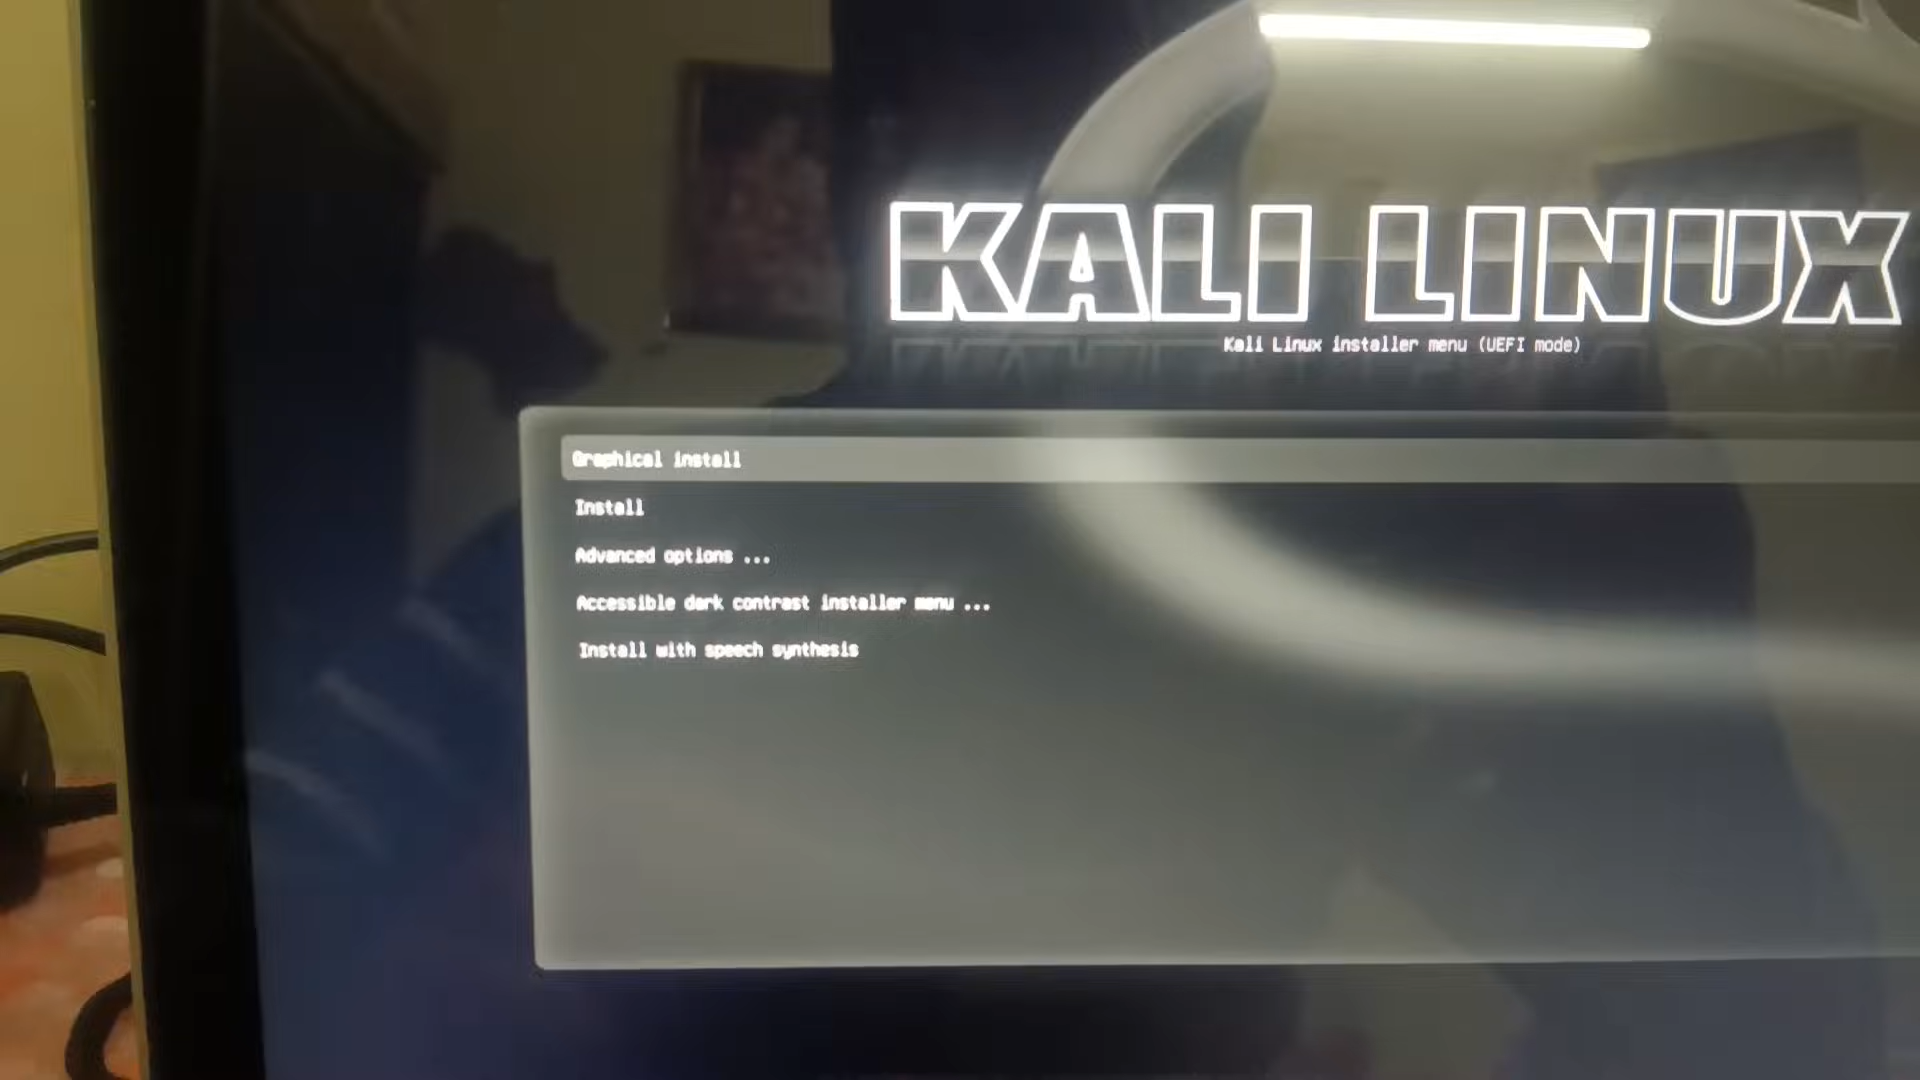 KALI LINUX
Kali Linux installer menu (UEFI mode)
Graphical install
Install
Advanced options ...
Accessible dark contrast installer menu ...
Install with speech synthesis